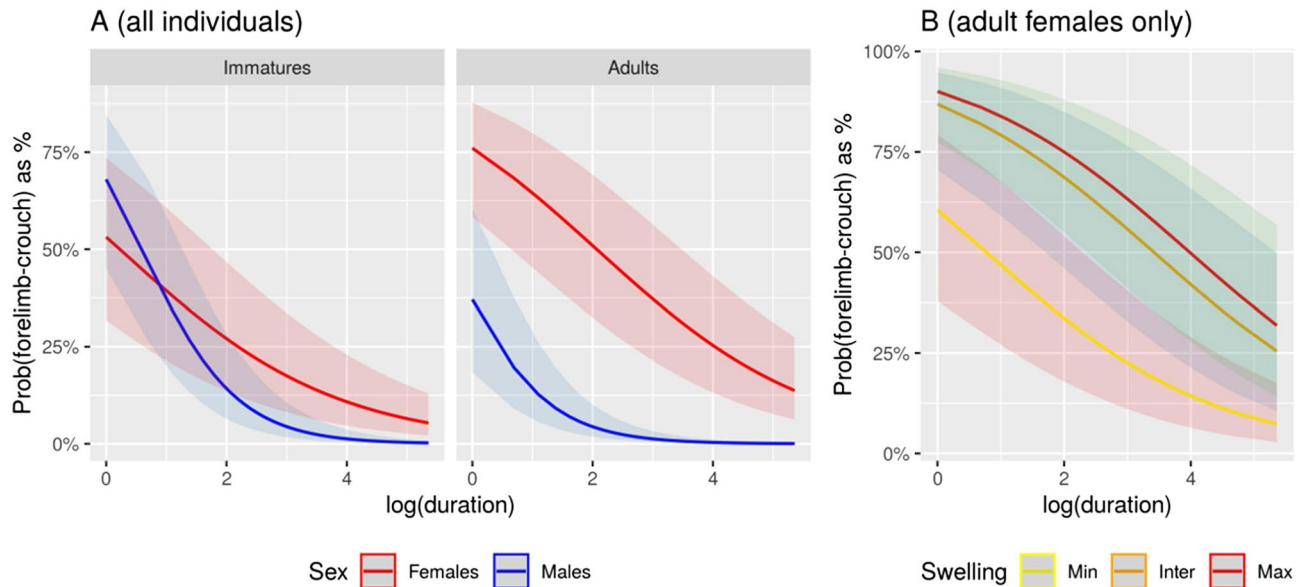 A (all individuals)
Immatures
Adults
Prob(forelimb-crouch) as %
75%
50%
25%
0%
0 2 4
0 2 4
log(duration)
Sex Females Males
B (adult females only)
Prob(forelimb-crouch) as %
100%
75%
50%
25%
0%
0 2 4
log(duration)
Swelling Min Inter Max